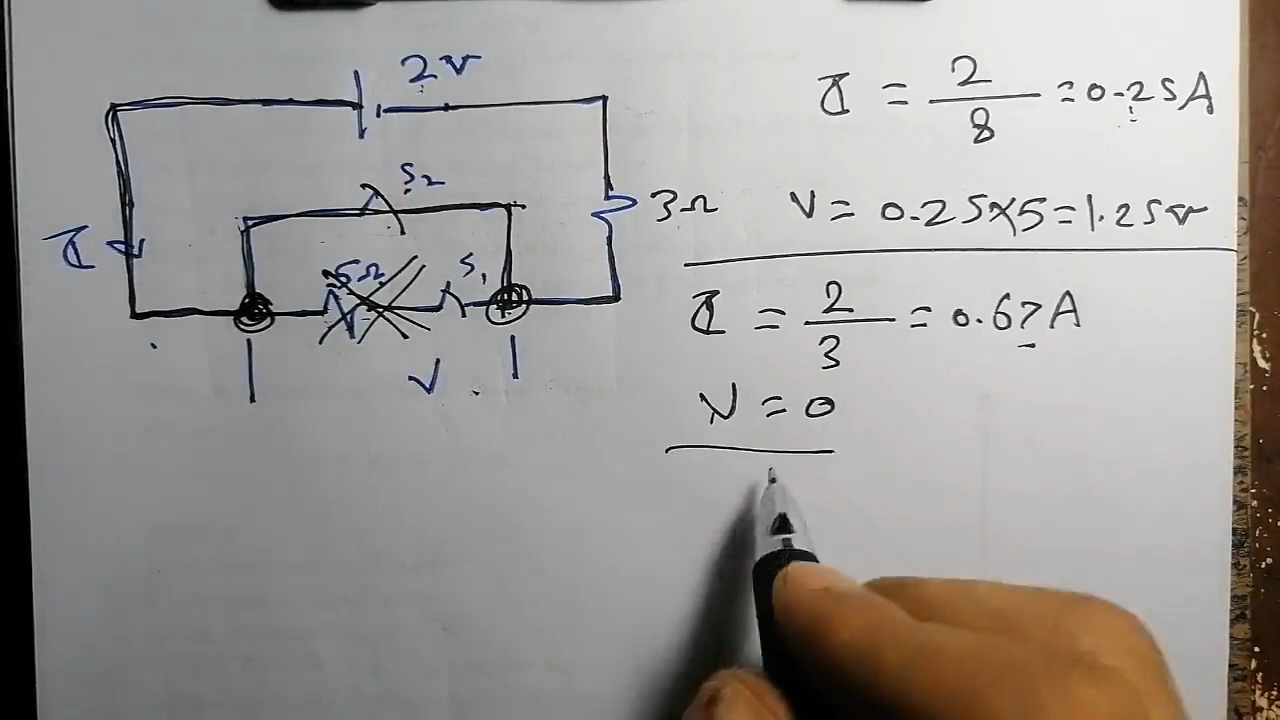 2v
S₂
I
3Ω
5Ω
S₁
V
I = 2/8 = 0.25A
V = 0.25×5 = 1.25v
I = 2/3 = 0.67A
V = 0